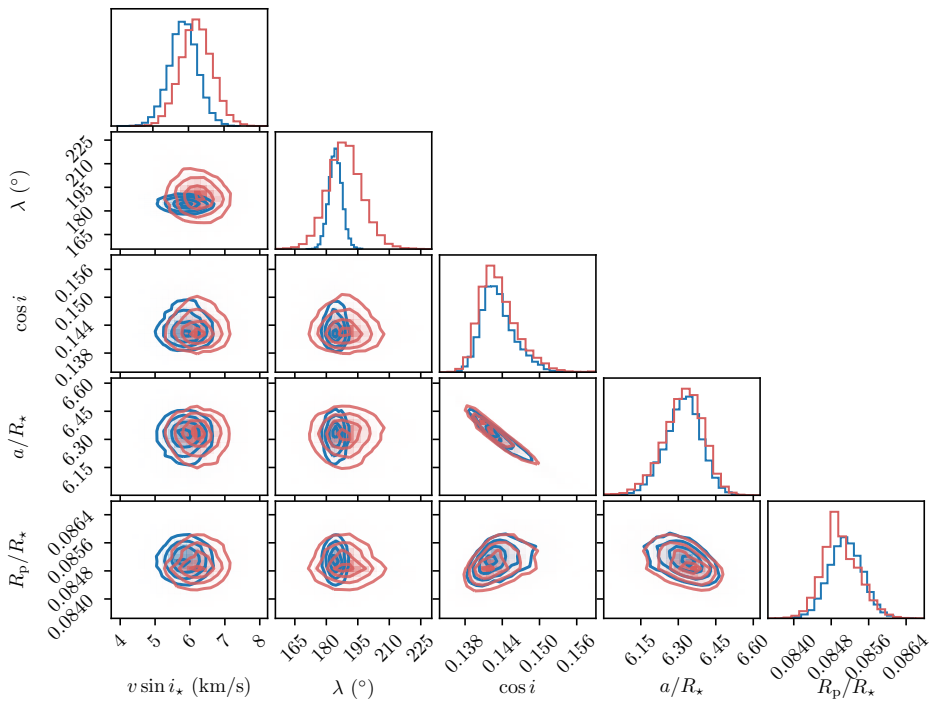 λ (°)
225
210
195
180
165
cos i
0.156
0.150
0.144
0.138
a/R⋆
6.60
6.45
6.30
6.15
Rp/R⋆
0.0864
0.0856
0.0848
0.0840
4 5 6 7 8
165 180 195 210 225
0.138 0.144 0.150 0.156
6.15 6.30 6.45 6.60
0.0840 0.0848 0.0856 0.0864
v sin i⋆ (km/s) λ (°) cos i a/R⋆ Rp/R⋆